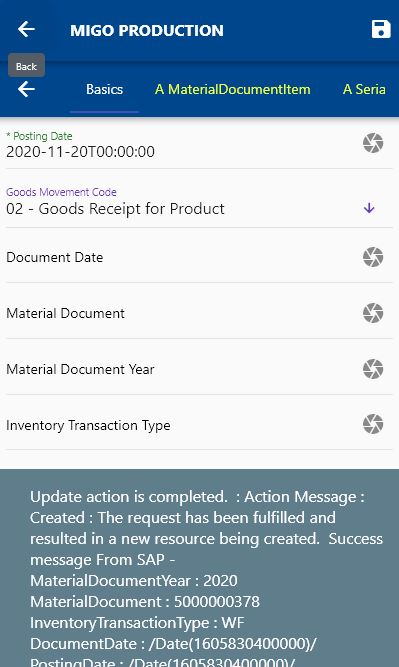 MIGO PRODUCTION
Back
Basics
A MaterialDocumentItem
A Seria
* Posting Date
2020-11-20T00:00:00
Goods Movement Code
02 - Goods Receipt for Product
Document Date
Material Document
Material Document Year
Inventory Transaction Type
Update action is completed.  : Action Message :
Created : The request has been fulfilled and
resulted in a new resource being created.  Success
message From SAP -
MaterialDocumentYear : 2020
MaterialDocument : 5000000378
InventoryTransactionType : WF
DocumentDate : /Date(1605830400000)/
PostingDate : /Date(1605830400000)/